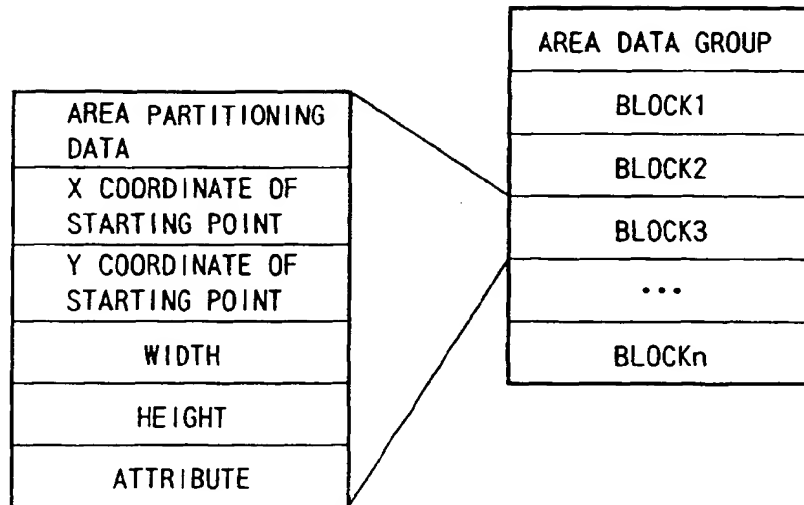 AREA PARTITIONING
DATA
X COORDINATE OF
STARTING POINT
Y COORDINATE OF
STARTING POINT
WIDTH
HEIGHT
ATTRIBUTE
AREA DATA GROUP
BLOCK1
BLOCK2
BLOCK3
...
BLOCKn